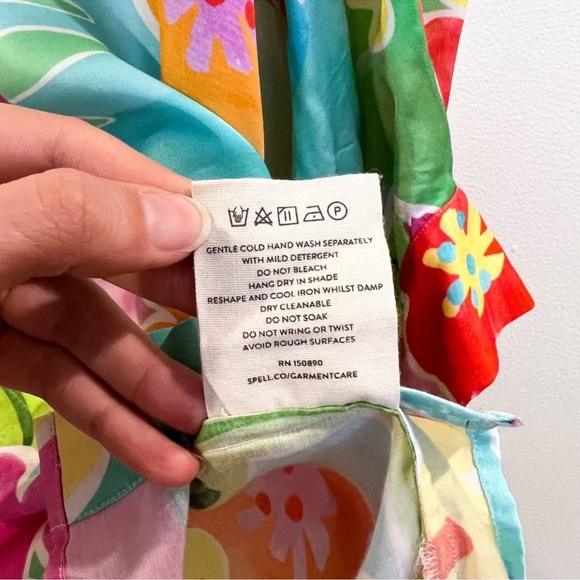 P
GENTLE COLD HAND WASH SEPARATELY
WITH MILD DETERGENT
DO NOT BLEACH
HANG DRY IN SHADE
RESHAPE AND COOL IRON WHILST DAMP
DRY CLEANABLE
DO NOT SOAK
DO NOT WRING OR TWIST
AVOID ROUGH SURFACES
RN 150890
SPELL.CO/GARMENTCARE